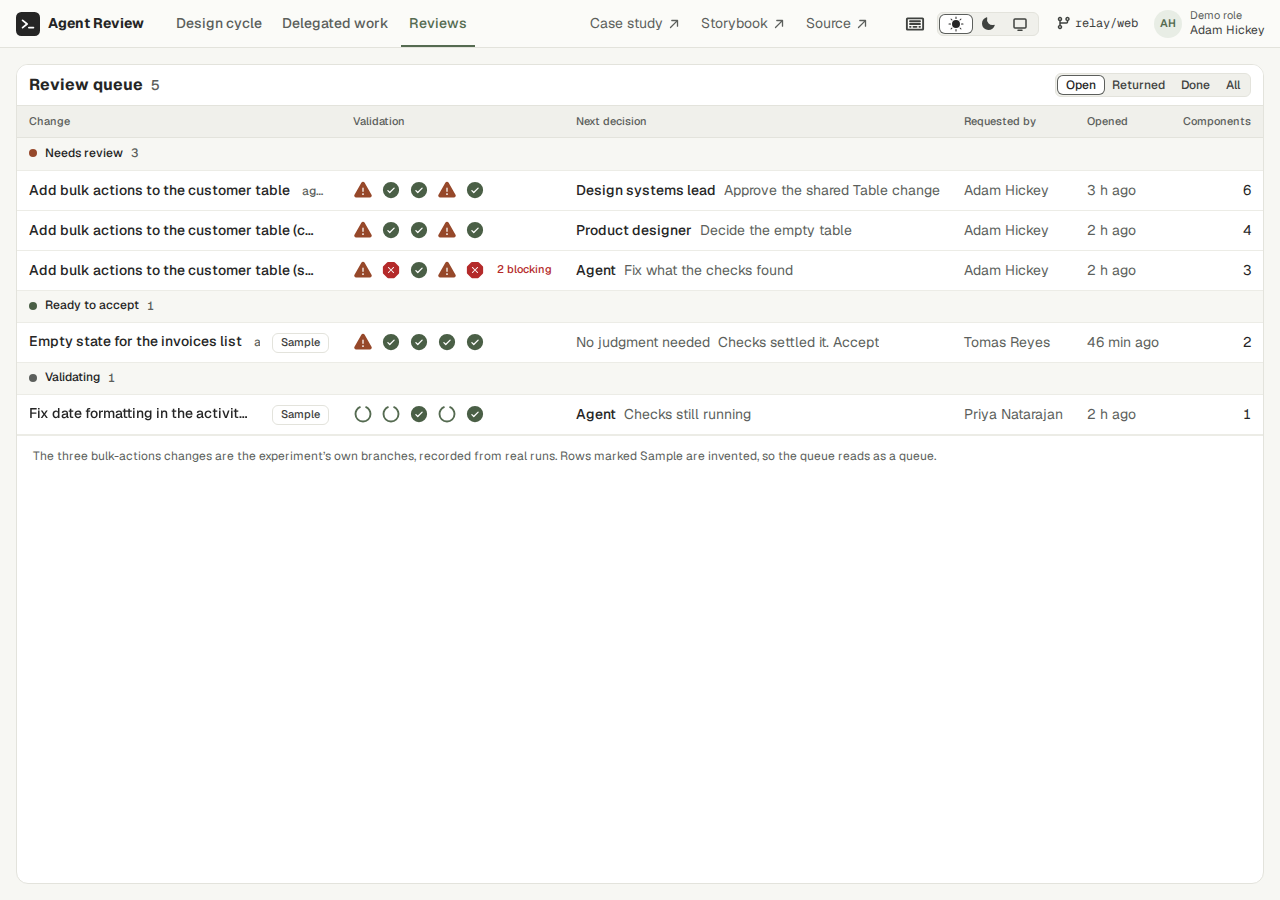 Agent Review Design cycle Delegated work Reviews Case study Storybook Source relay/web AH Demo role
Adam Hickey
Review queue 5 Open Returned Done All
Change Validation Next decision Requested by Opened Components
Needs review 3
Add bulk actions to the customer table ag… Design systems lead Approve the shared Table change Adam Hickey 3 h ago 6
Add bulk actions to the customer table (c… Product designer Decide the empty table Adam Hickey 2 h ago 4
Add bulk actions to the customer table (s… 2 blocking Agent Fix what the checks found Adam Hickey 2 h ago 3
Ready to accept 1
Empty state for the invoices list a Sample No judgment needed Checks settled it. Accept Tomas Reyes 46 min ago 2
Validating 1
Fix date formatting in the activit… Sample Agent Checks still running Priya Natarajan 2 h ago 1
The three bulk-actions changes are the experiment's own branches, recorded from real runs. Rows marked Sample are invented, so the queue reads as a queue.